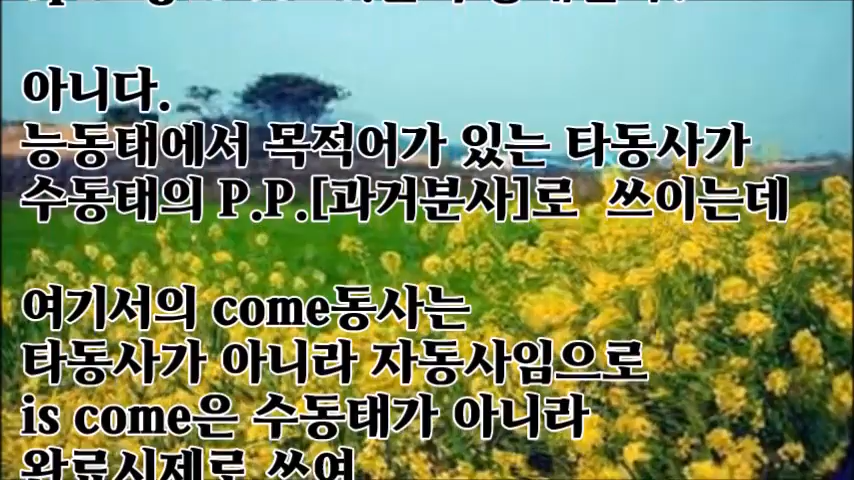 아니다.
능동태에서 목적어가 있는 타동사가
수동태의 P.P.[과거분사]로 쓰이는데
여기서의 come동사는
타동사가 아니라 자동사임으로
is come은 수동태가 아니라
완료시제로 쓰여